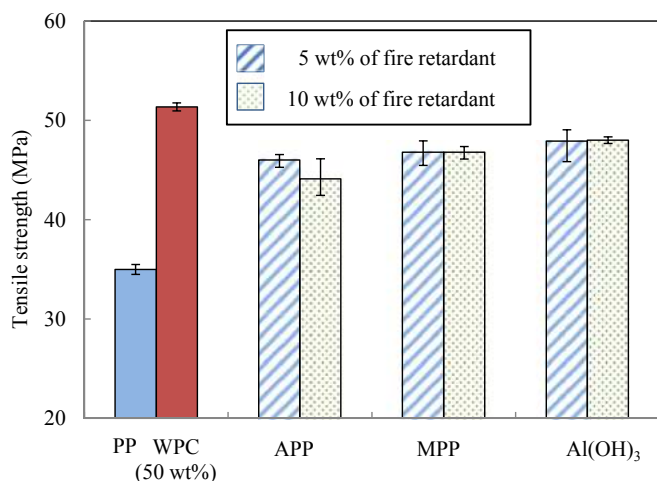 60
50
40
30
20
Tensile strength (MPa)
5 wt% of fire retardant
10 wt% of fire retardant
PP WPC
(50 wt%)
APP
MPP
Al(OH)₃